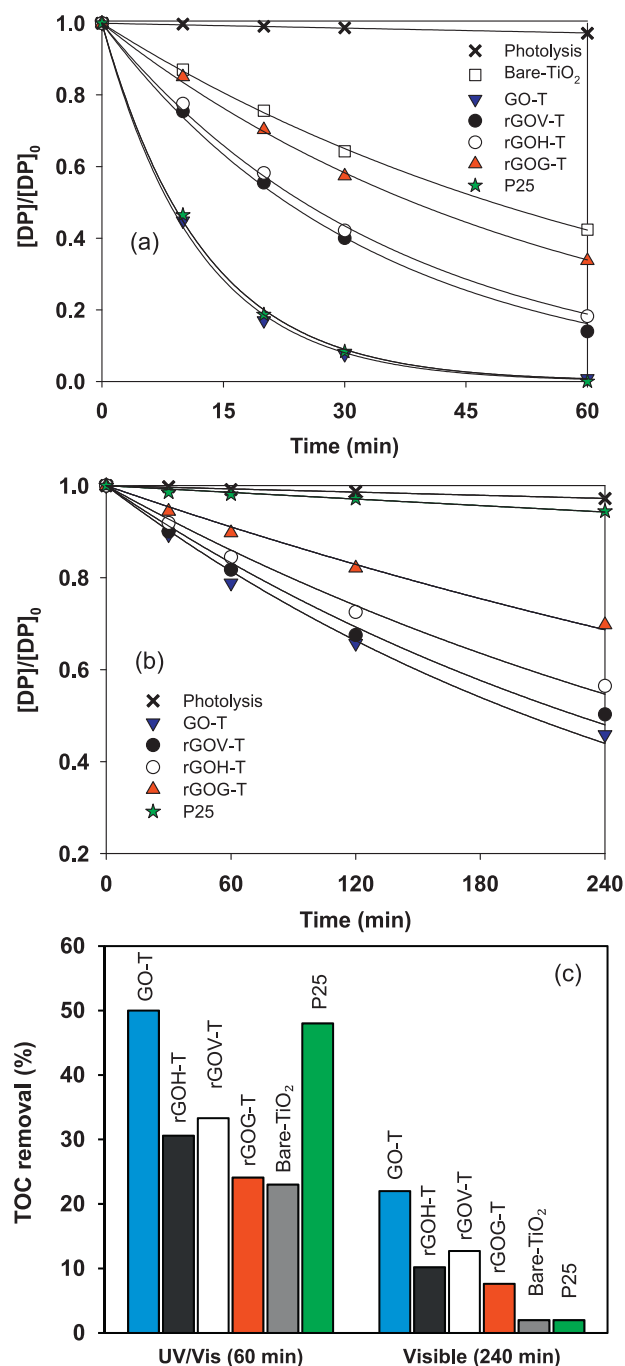 1.0
0.8
0.6
0.4
0.2
0.0
[DP]/[DP]₀
(a)
Photolysis
Bare-TiO₂
GO-T
rGOV-T
rGOH-T
rGOG-T
P25
0 15 30 45 60
Time (min)
1.0
0.8
0.6
0.4
0.2
[DP]/[DP]₀
(b)
Photolysis
GO-T
rGOV-T
rGOH-T
rGOG-T
P25
0 60 120 180 240
Time (min)
60
50
40
30
20
10
0
TOC removal (%)
(c)
GO-T
rGOH-T
rGOV-T
rGOG-T
Bare-TiO₂
P25
GO-T
rGOH-T
rGOV-T
rGOG-T
Bare-TiO₂
P25
UV/Vis (60 min) Visible (240 min)